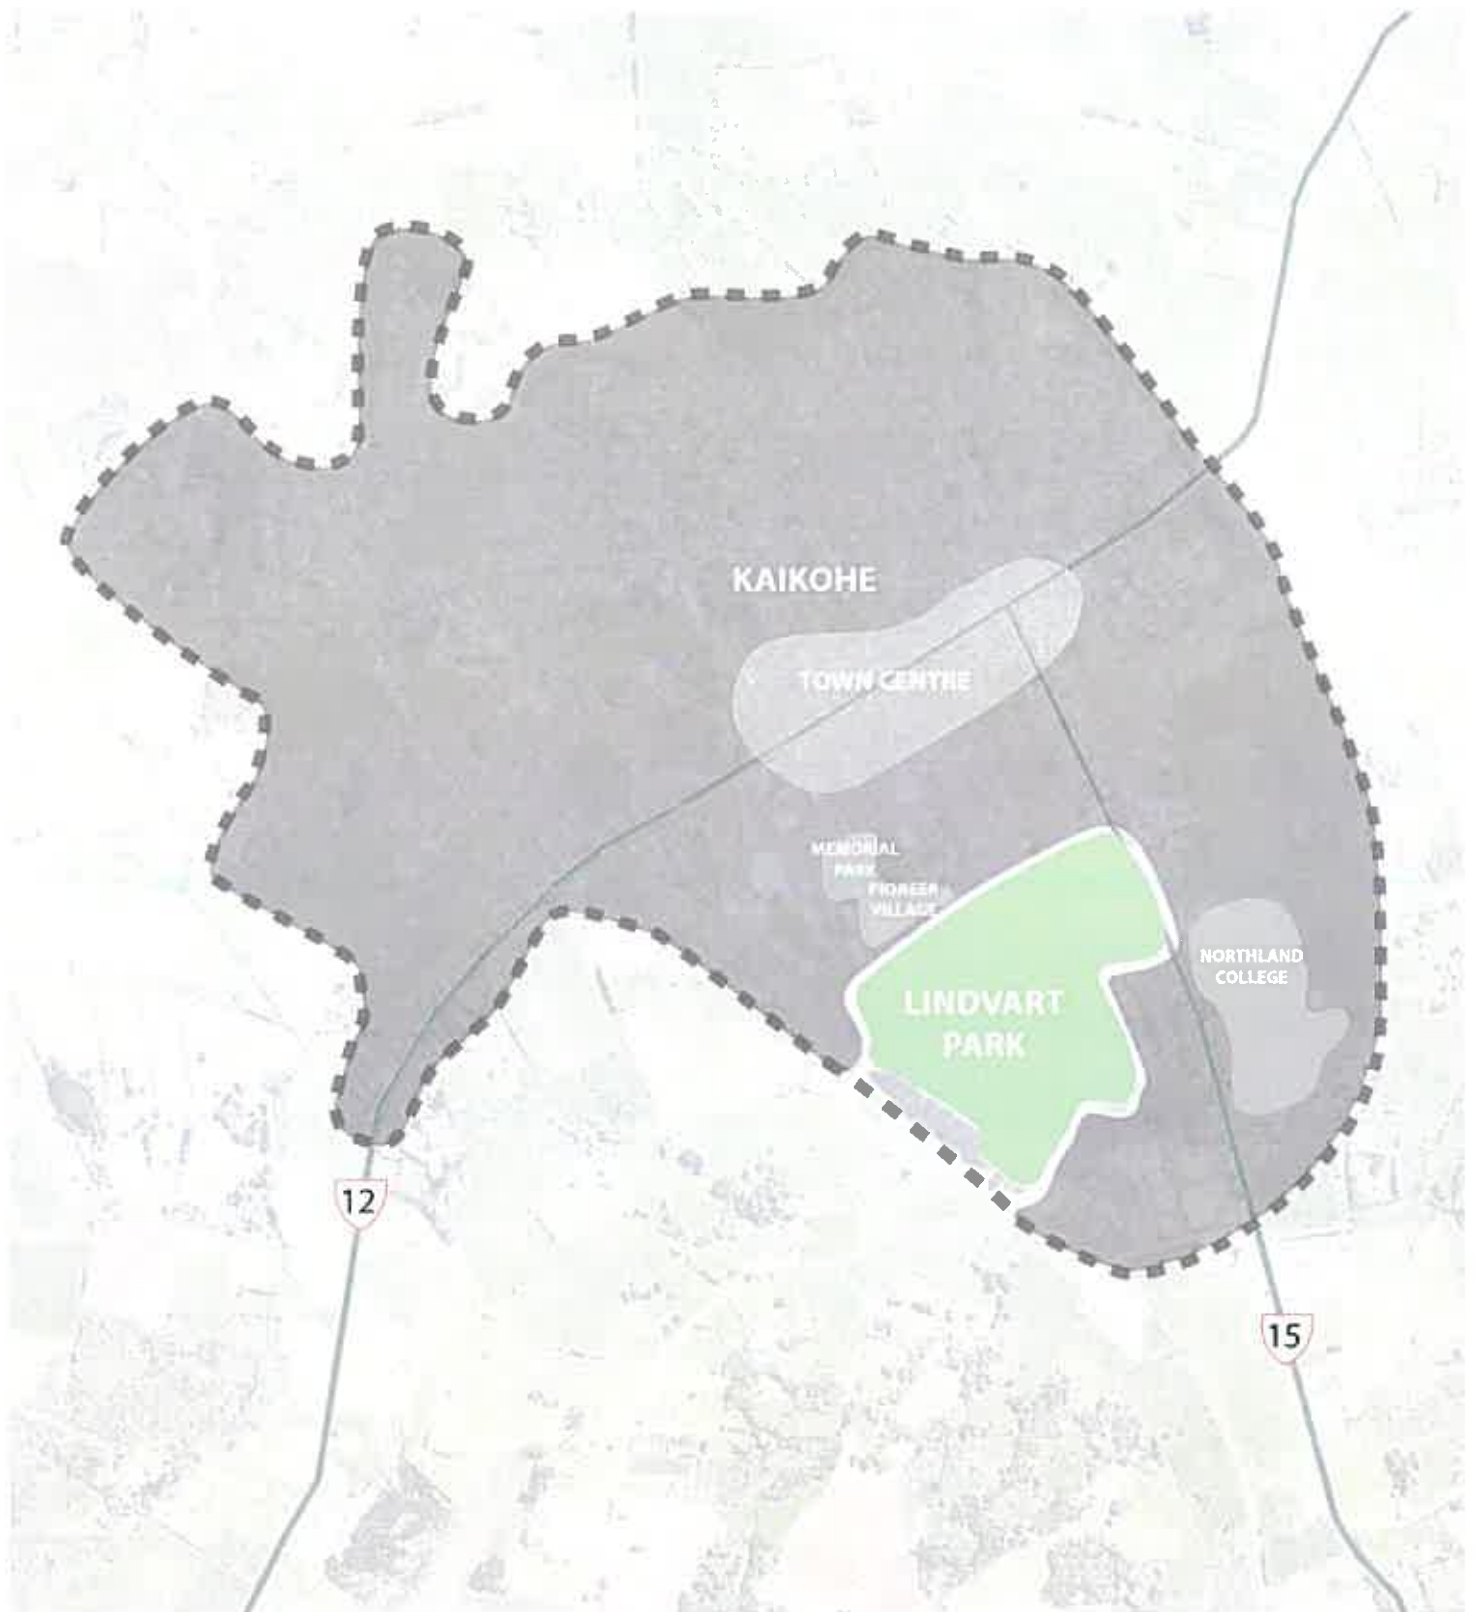 KAIKOHE
TOWN CENTRE
MEMORIAL
PARK
PIONEER
VILLAGE
NORTHLAND
COLLEGE
LINDVART
PARK
12
15